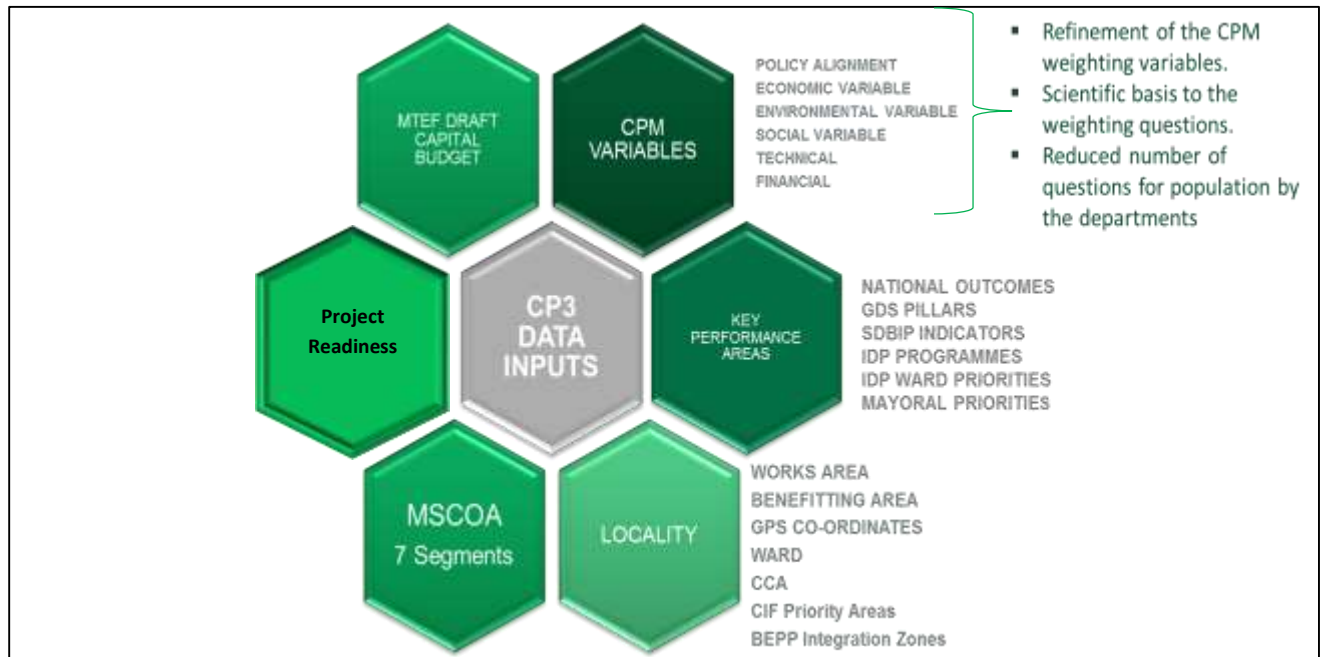 MTEF DRAFT
CAPITAL
BUDGET
CPM
VARIABLES
POLICY ALIGNMENT
ECONOMIC VARIABLE
ENVIRONMENTAL VARIABLE
SOCIAL VARIABLE
TECHNICAL
FINANCIAL
▪ Refinement of the CPM
weighting variables.
▪ Scientific basis to the
weighting questions.
▪ Reduced number of
questions for population by
the departments
Project
Readiness
CP3
DATA
INPUTS
KEY
PERFORMANCE
AREAS
NATIONAL OUTCOMES
GDS PILLARS
SDBIP INDICATORS
IDP PROGRAMMES
IDP WARD PRIORITIES
MAYORAL PRIORITIES
MSCOA
7 Segments
LOCALITY
WORKS AREA
BENEFITTING AREA
GPS CO-ORDINATES
WARD
CCA
CIF Priority Areas
BEPP Integration Zones